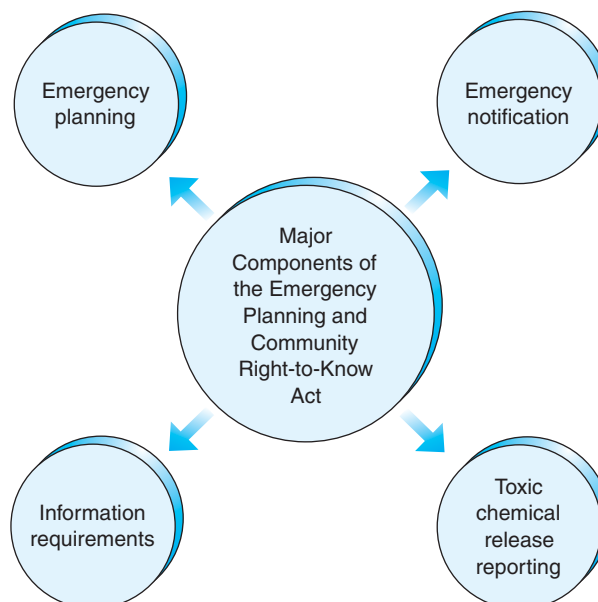 Emergency
planning
Emergency
notification
Major
Components of
the Emergency
Planning and
Community
Right-to-Know
Act
Information
requirements
Toxic
chemical
release
reporting